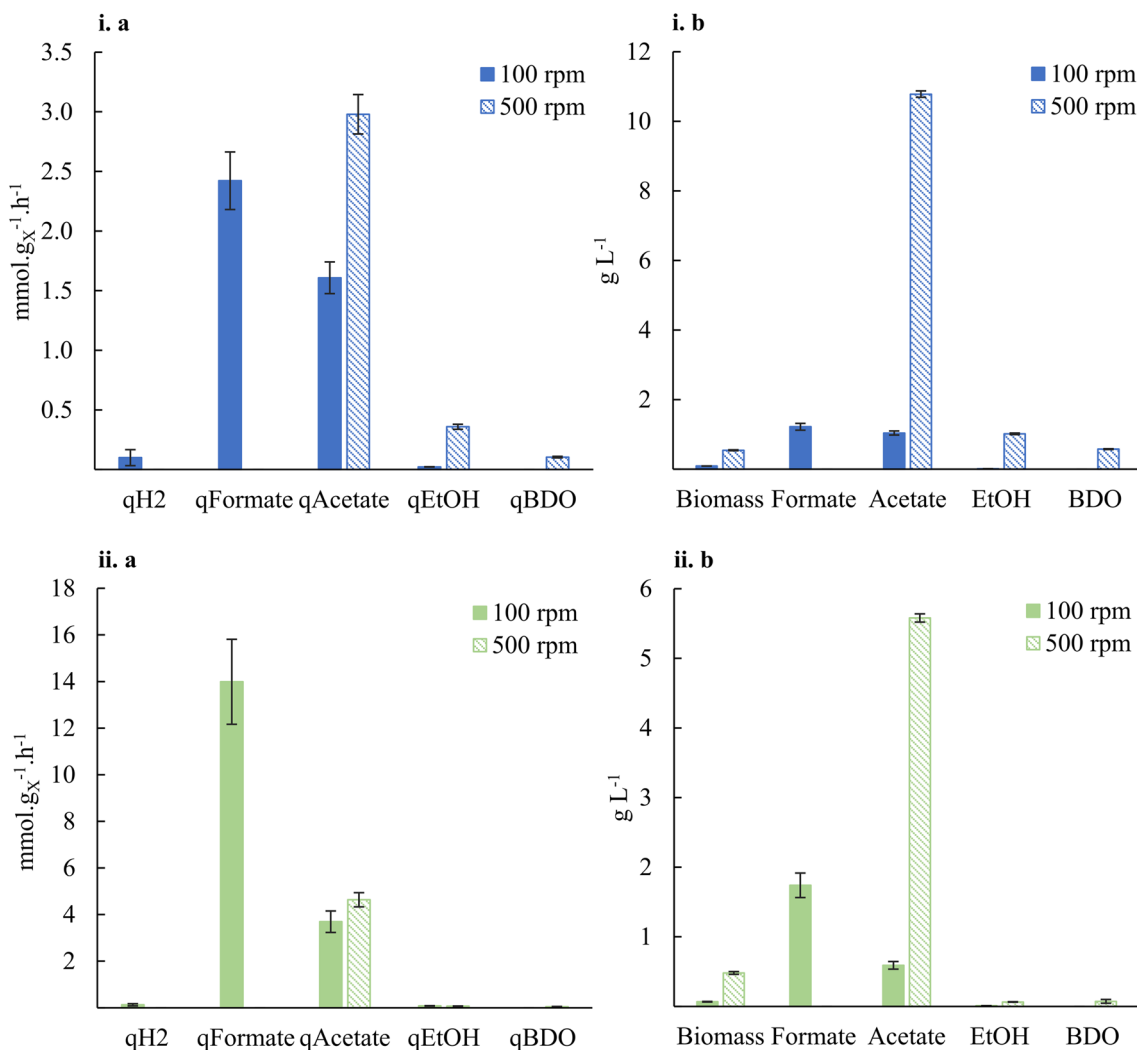 i. a
3.5
3.0
2.5
2.0
1.5
1.0
0.5
mmol.gX-1.h-1
100 rpm
500 rpm
qH2 qFormate qAcetate qEtOH qBDO
i. b
12
10
8
6
4
2
g L-1
100 rpm
500 rpm
Biomass Formate Acetate EtOH BDO
ii. a
18
16
14
12
10
8
6
4
2
mmol.gX-1.h-1
100 rpm
500 rpm
qH2 qFormate qAcetate qEtOH qBDO
ii. b
6
5
4
3
2
1
g L-1
100 rpm
500 rpm
Biomass Formate Acetate EtOH BDO